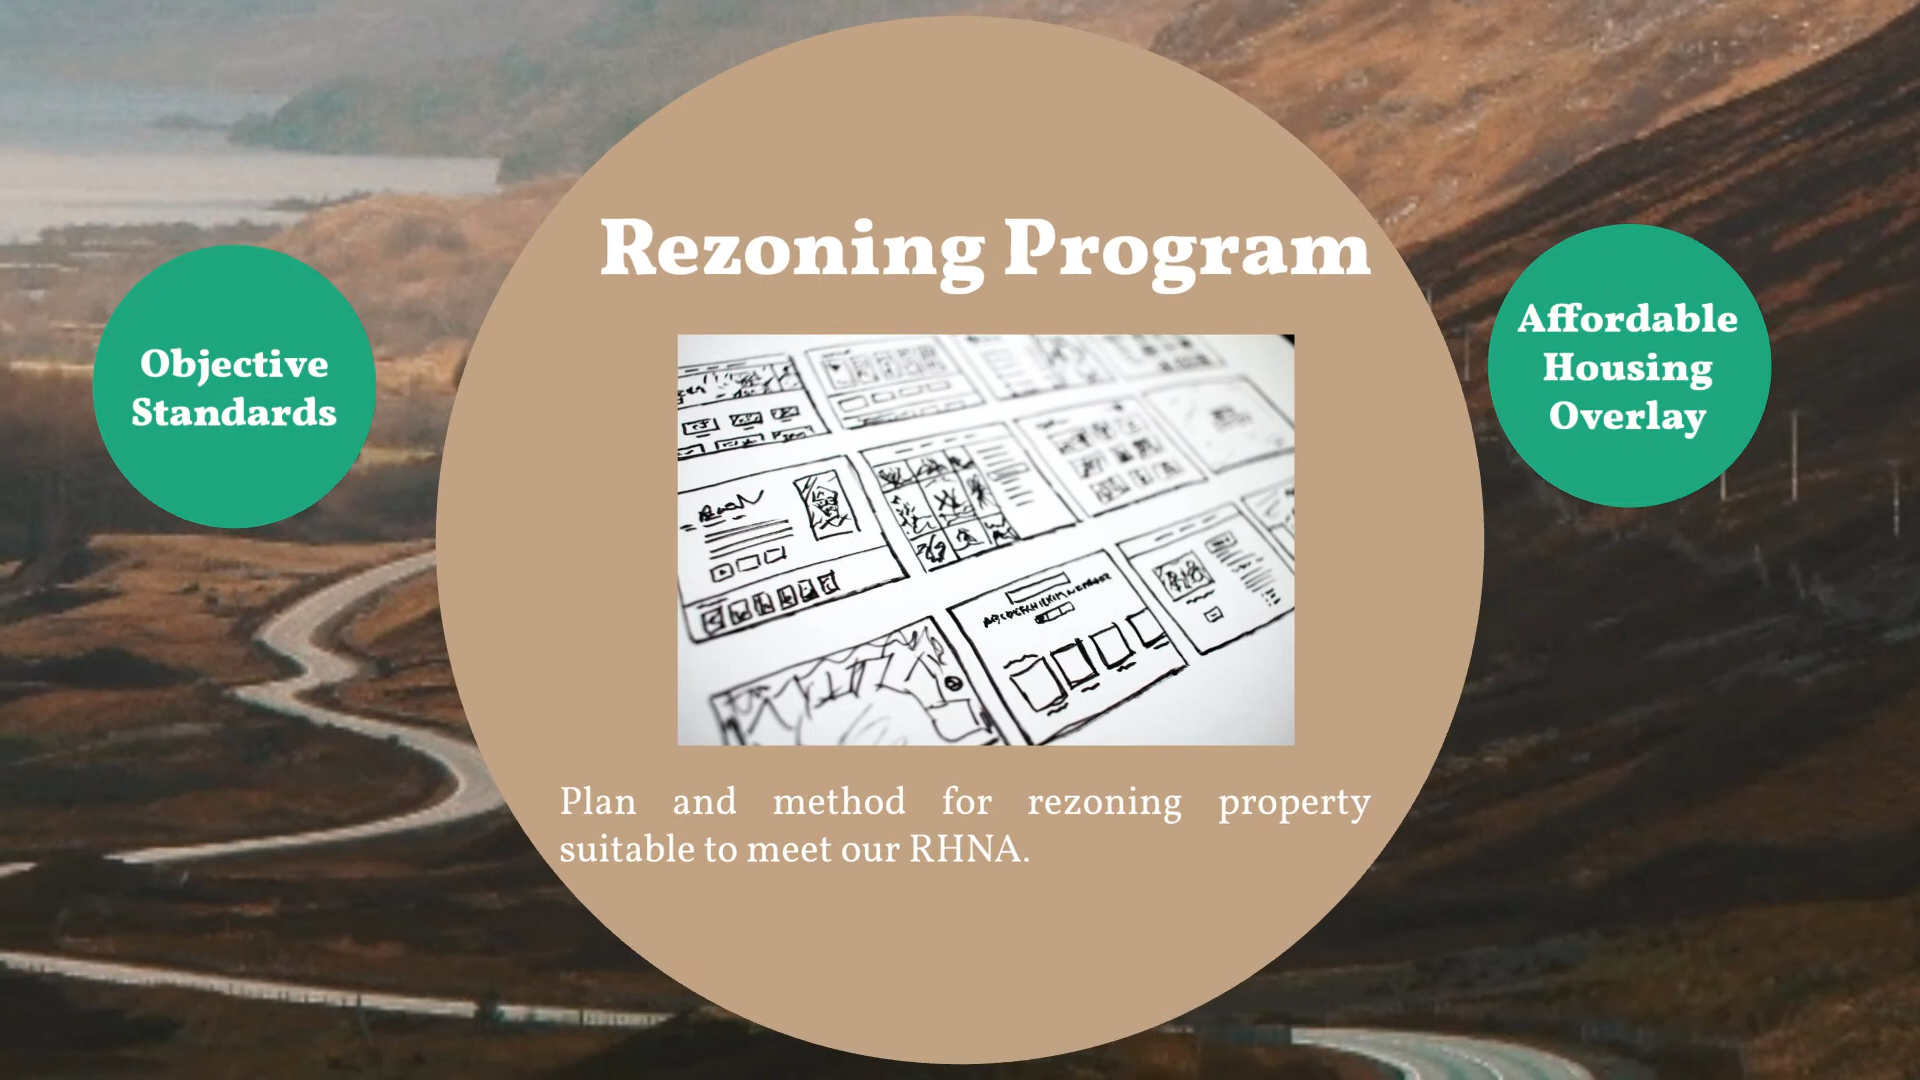 Rezoning Program
Objective
Standards
Affordable
Housing
Overlay
Plan and method for rezoning property
suitable to meet our RHNA.